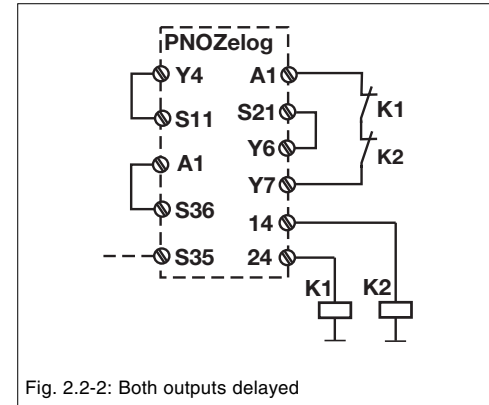 PNOZelog
Y4 A1
S11 S21 K1
A1 Y6 K2
S36 Y7
14
S35 24
K1 K2
Fig. 2.2-2: Both outputs delayed